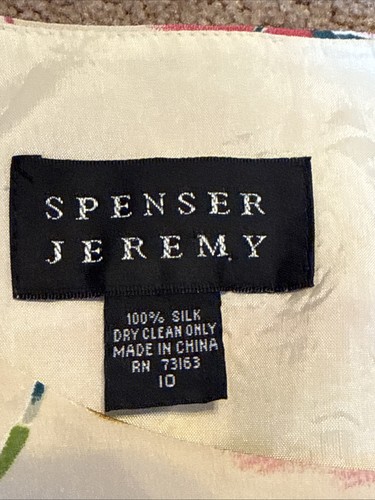 SPENSER
JEREMY
100% SILK
DRY CLEAN ONLY
MADE IN CHINA
RN 73163
10